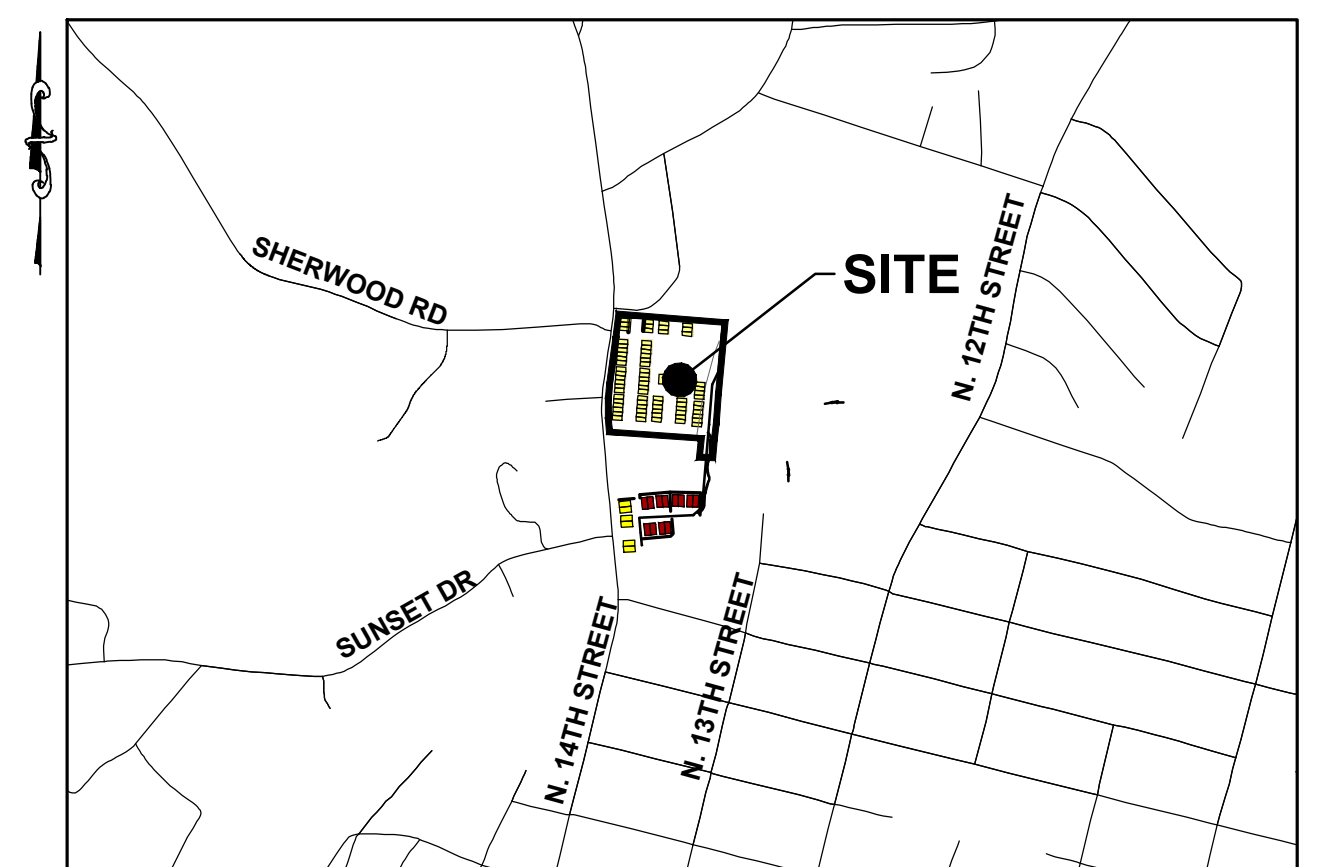 SHERWOOD RD
SITE
N. 12TH STREET
SUNSET DR
N. 14TH STREET
N. 13TH STREET